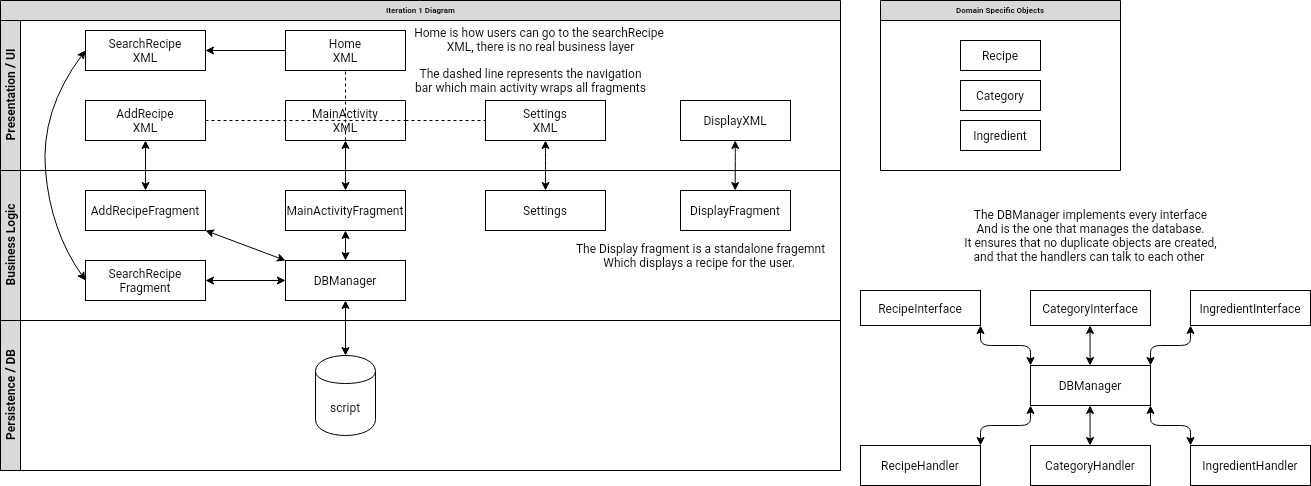 Iteration 1 Diagram
Domain Specific Objects
Presentation / UI
SearchRecipe
XML
Home
XML
Home is how users can go to the searchRecipe
XML, there is no real business layer
The dashed line represents the navigation
bar which main activity wraps all fragments
AddRecipe
XML
MainActivity
XML
Settings
XML
DisplayXML
Recipe
Category
Ingredient
Business Logic
AddRecipeFragment
MainActivityFragment
Settings
DisplayFragment
The Display fragment is a standalone fragemnt
Which displays a recipe for the user.
SearchRecipe
Fragment
DBManager
Persistence / DB
script
The DBManager implements every interface
And is the one that manages the database.
It ensures that no duplicate objects are created,
and that the handlers can talk to each other
RecipeInterface
CategoryInterface
IngredientInterface
DBManager
RecipeHandler
CategoryHandler
IngredientHandler